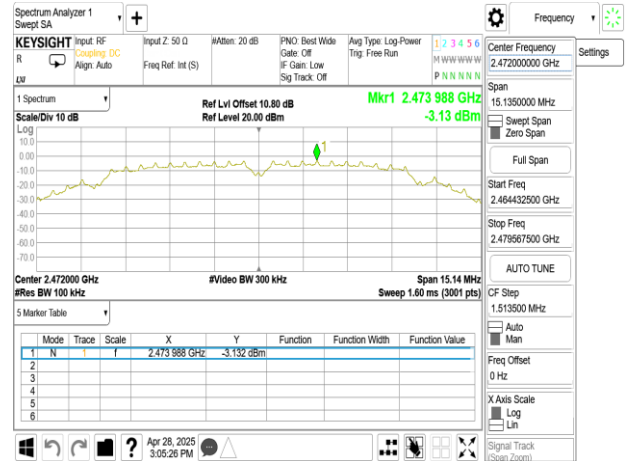 Spectrum Analyzer 1
Swept SA
+
Frequency
KEYSIGHT
R
LXI
Input: RF
Coupling: DC
Align: Auto
Input Z: 50 Ω
Freq Ref: Int (S)
#Atten: 20 dB
PNO: Best Wide
Gate: Off
IF Gain: Low
Sig Track: Off
Avg Type: Log-Power
Trig: Free Run
1 2 3 4 5 6
M W W W W W
P N N N N N
Center Frequency
2.472000000 GHz
Settings
Span
15.1350000 MHz
Swept Span
Zero Span
Full Span
Start Freq
2.464432500 GHz
Stop Freq
2.479567500 GHz
AUTO TUNE
CF Step
1.513500 MHz
Auto
Man
Freq Offset
0 Hz
X Axis Scale
Log
Lin
Signal Track
(Span Zoom)
1 Spectrum
Scale/Div 10 dB
Ref Lvl Offset 10.80 dB
Ref Level 20.00 dBm
Mkr1 2.473 988 GHz
-3.13 dBm
Log
10.0
0.00
-10.0
-20.0
-30.0
-40.0
-50.0
-60.0
-70.0
1
Center 2.472000 GHz
#Res BW 100 kHz
#Video BW 300 kHz
Span 15.14 MHz
Sweep 1.60 ms (3001 pts)
5 Marker Table
Mode Trace Scale X Y Function Function Width Function Value
1 N 1 f 2.473 988 GHz -3.132 dBm
2
3
4
5
6
?
Apr 28, 2025
3:05:26 PM